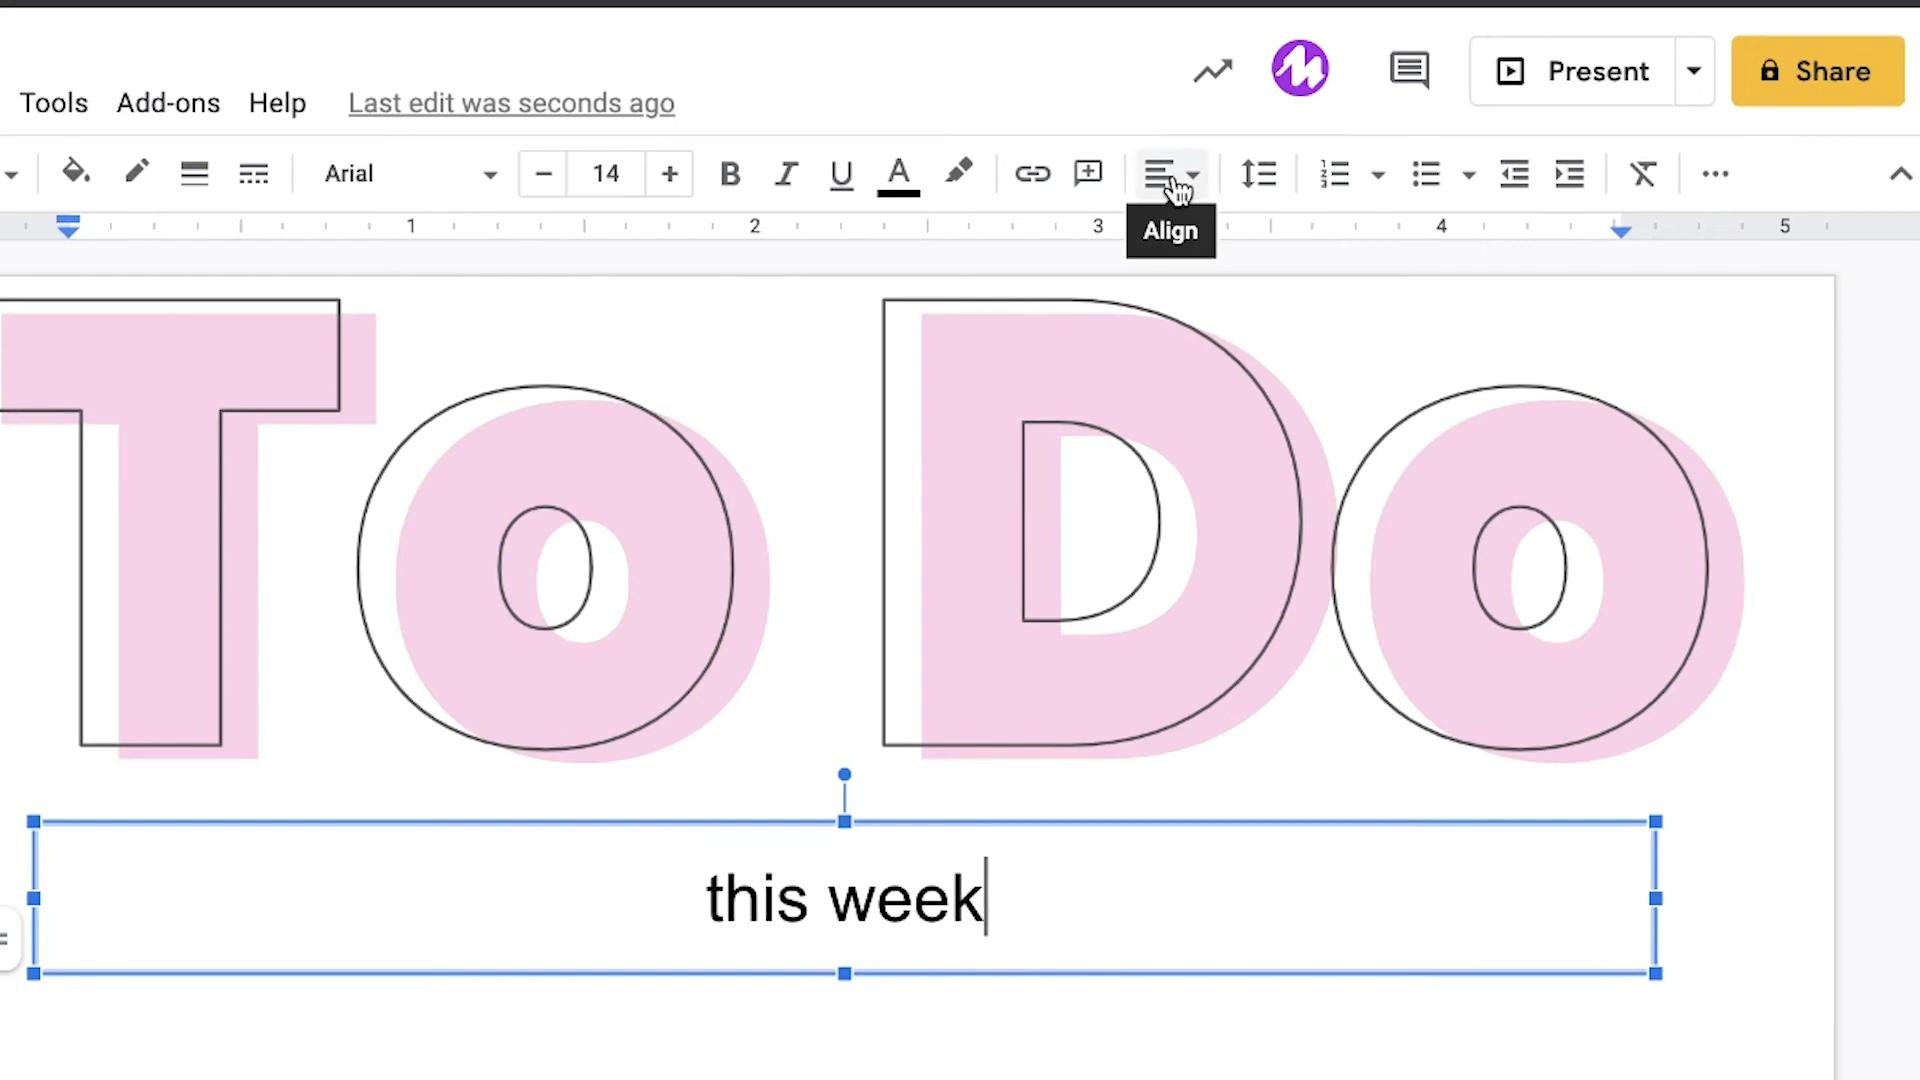 Present
Share
Tools Add-ons Help Last edit was seconds ago
Arial 14
1 2 3 4 5
Align
To Do
this week